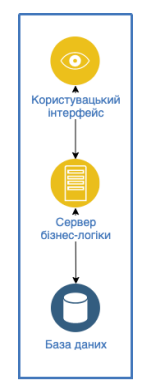 Користувацький
інтерфейс
Сервер
бізнес-логіки
База даних